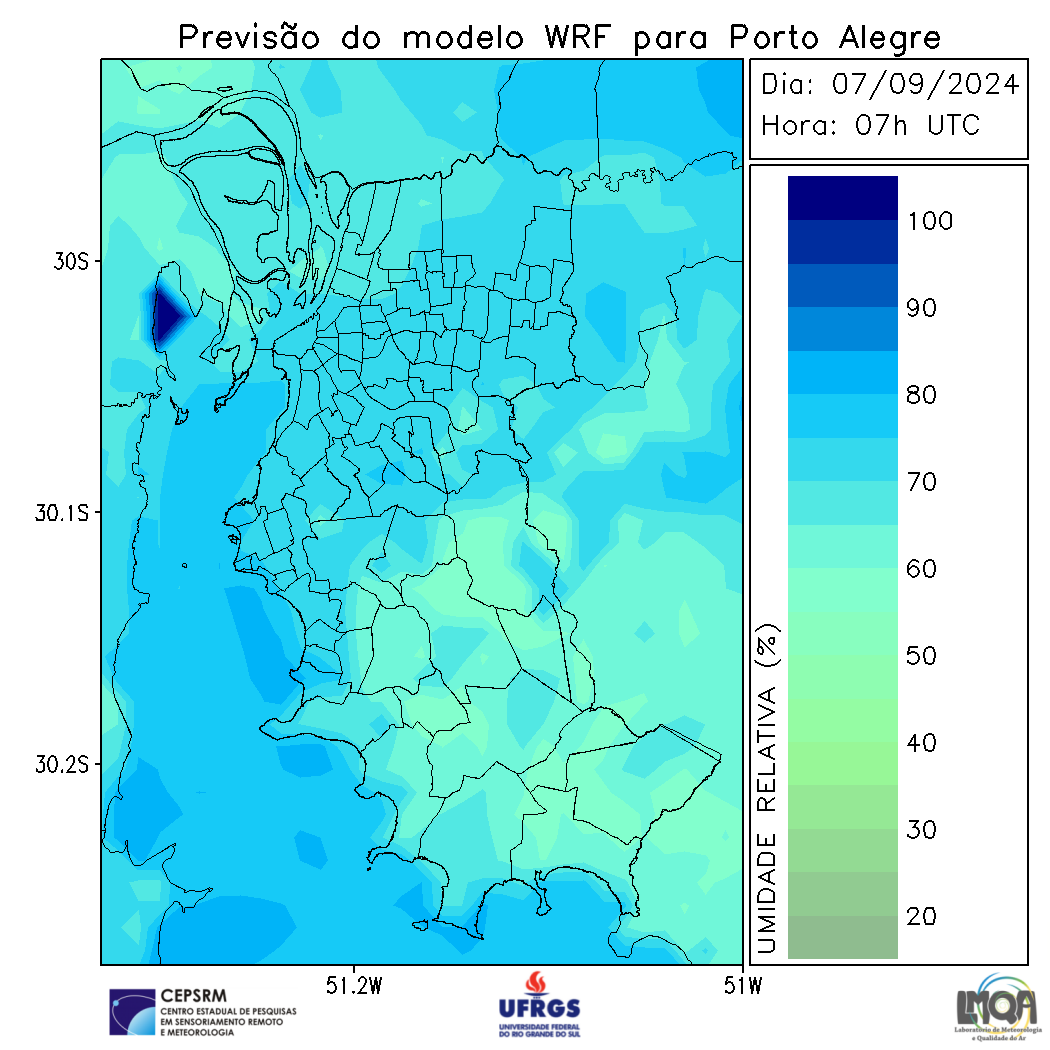 Previsão do modelo WRF para Porto Alegre
Dia: 07/09/2024
Hora: 07h UTC
30S
30.1S
30.2S
51.2W
51W
100
90
80
70
60
50
40
30
20
UMIDADE RELATIVA (%)
CEPSRM
CENTRO ESTADUAL DE PESQUISAS
EM SENSORIAMENTO REMOTO
E METEOROLOGIA
UFRGS
UNIVERSIDADE FEDERAL
DO RIO GRANDE DO SUL
LMQA
Laboratório de Meteorologia
e Qualidade do Ar